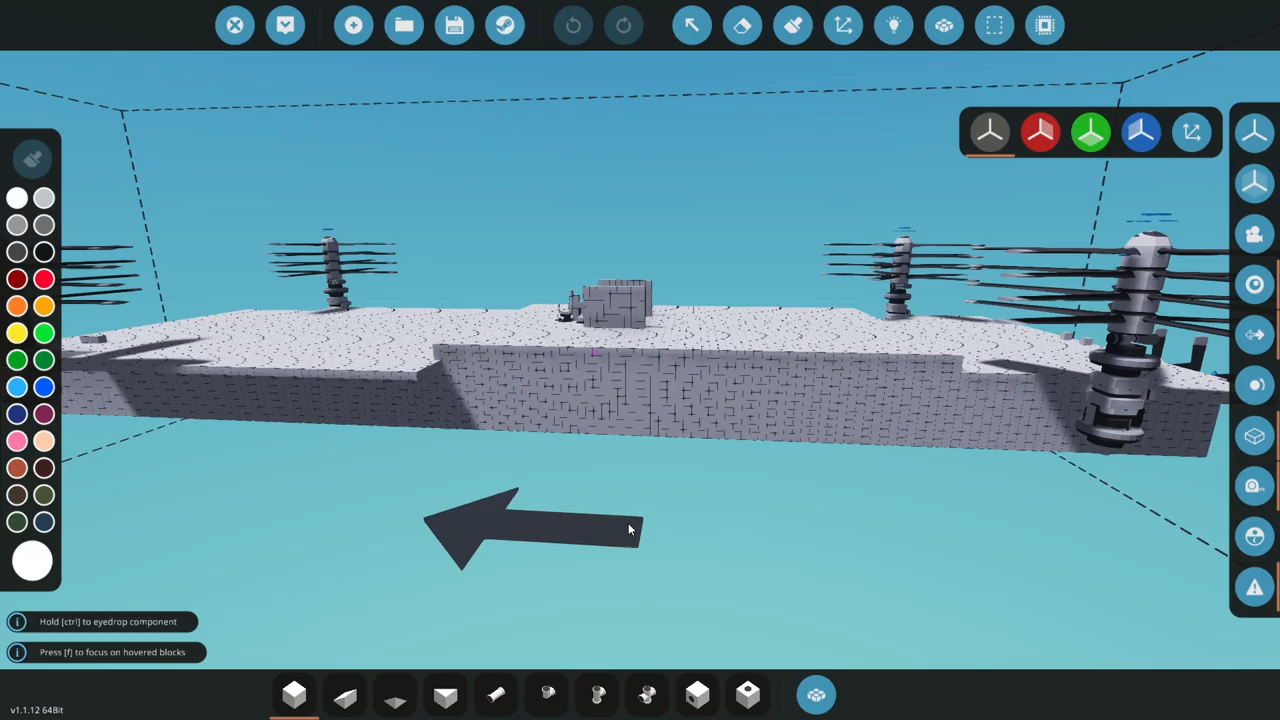 Hold [ctrl] to eyedrop component
Press [f] to focus on hovered blocks
v1.1.12 64Bit